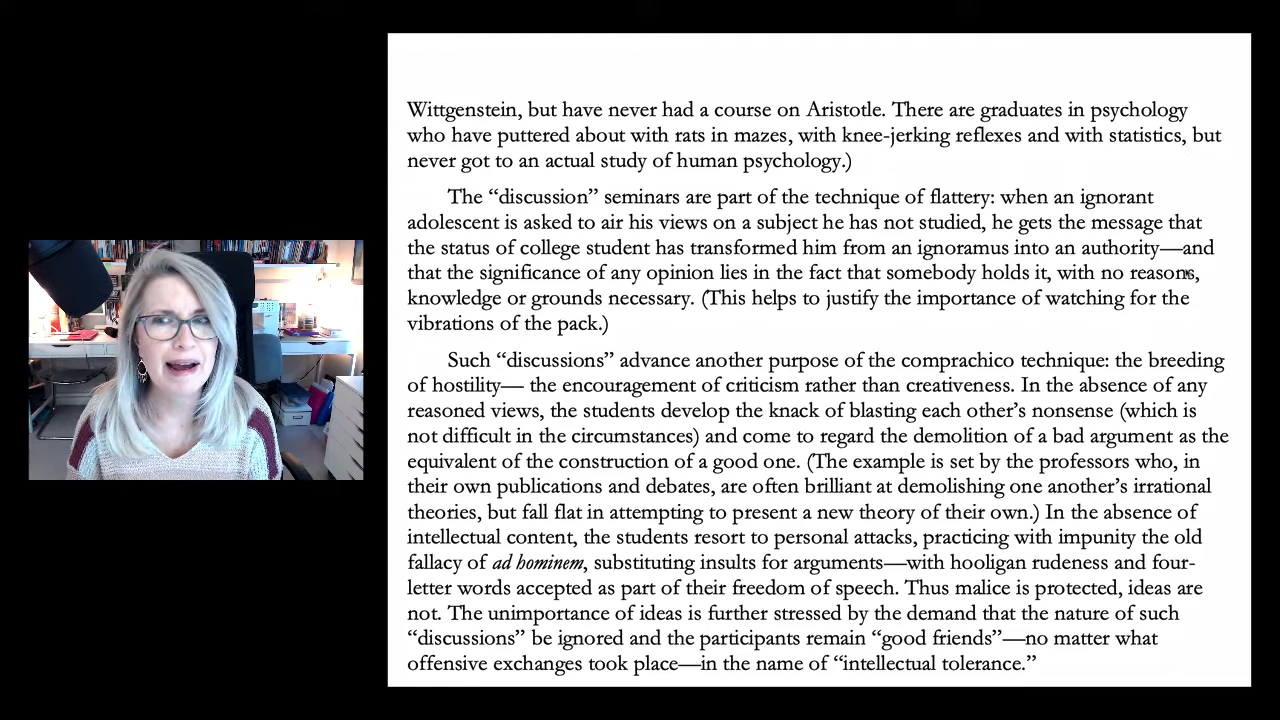 Wittgenstein, but have never had a course on Aristotle. There are graduates in psychology
who have puttered about with rats in mazes, with knee-jerking reflexes and with statistics, but
never got to an actual study of human psychology.)
The “discussion” seminars are part of the technique of flattery: when an ignorant
adolescent is asked to air his views on a subject he has not studied, he gets the message that
the status of college student has transformed him from an ignoramus into an authority—and
that the significance of any opinion lies in the fact that somebody holds it, with no reasons,
knowledge or grounds necessary. (This helps to justify the importance of watching for the
vibrations of the pack.)
Such “discussions” advance another purpose of the comprachico technique: the breeding
of hostility— the encouragement of criticism rather than creativeness. In the absence of any
reasoned views, the students develop the knack of blasting each other’s nonsense (which is
not difficult in the circumstances) and come to regard the demolition of a bad argument as the
equivalent of the construction of a good one. (The example is set by the professors who, in
their own publications and debates, are often brilliant at demolishing one another’s irrational
theories, but fall flat in attempting to present a new theory of their own.) In the absence of
intellectual content, the students resort to personal attacks, practicing with impunity the old
fallacy of ad hominem, substituting insults for arguments—with hooligan rudeness and four-
letter words accepted as part of their freedom of speech. Thus malice is protected, ideas are
not. The unimportance of ideas is further stressed by the demand that the nature of such
“discussions” be ignored and the participants remain “good friends”—no matter what
offensive exchanges took place—in the name of “intellectual tolerance.”